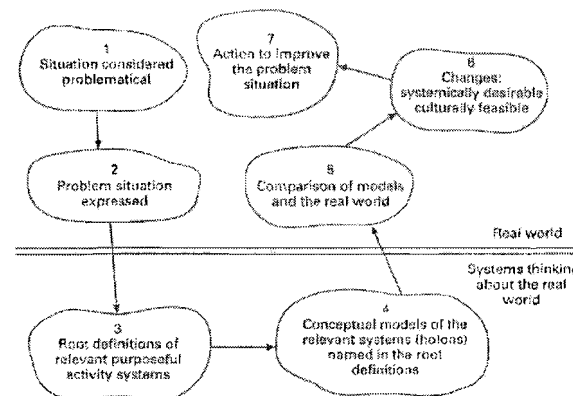 1
Situation considered
problematical
2
Problem situation
expressed
3
Root definitions of
relevant purposeful
activity systems
4
Conceptual models of the
relevant systems (holons)
named in the root
definitions
5
Comparison of models
and the real world
6
Changes:
systemically desirable
culturally feasible
7
Action to improve
the problem
situation
Real world
Systems thinking
about the real
world